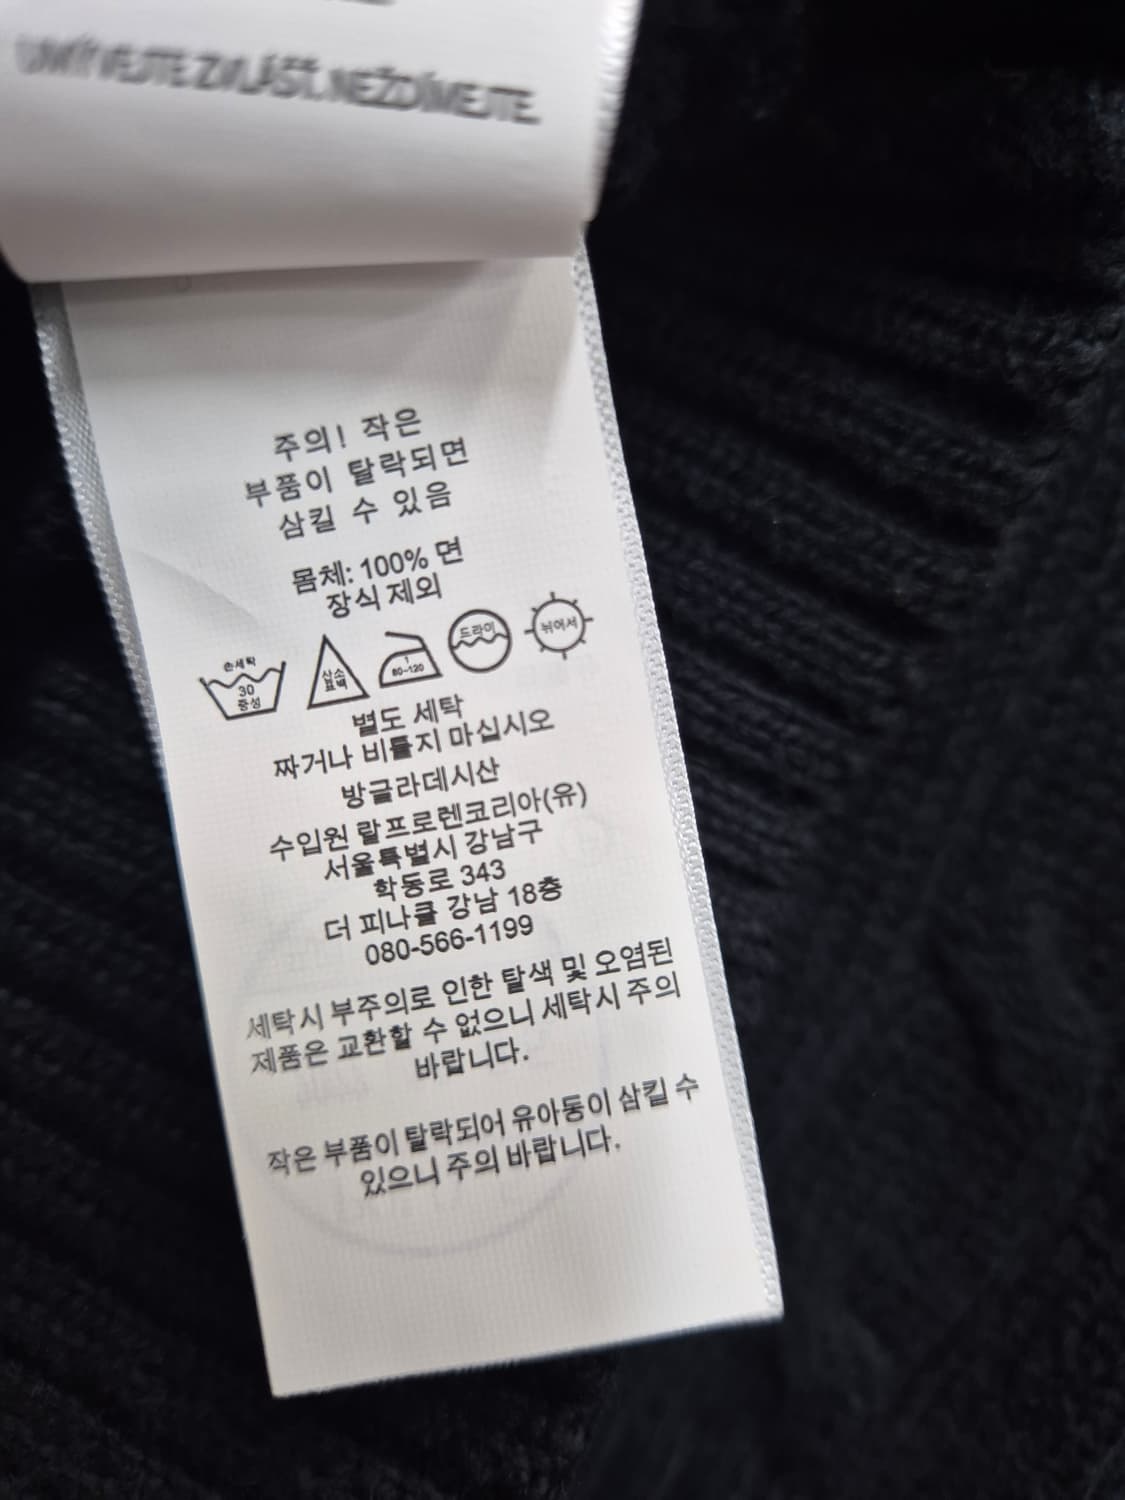 UMÝVEJTE ZVLÁŠŤ. NEŽDÍMEJTE.
주의! 작은
부품이 탈락되면
삼킬 수 있음
몸체: 100% 면
장식 제외
손세탁
30
중성
산소
표백
1
80-120
드라이
뉘어서
별도 세탁
짜거나 비틀지 마십시오
방글라데시산
수입원 랄프로렌코리아(유)
서울특별시 강남구
학동로 343
더 피나클 강남 18층
080-566-1199
세탁시 부주의로 인한 탈색 및 오염된
제품은 교환할 수 없으니 세탁시 주의
바랍니다.
작은 부품이 탈락되어 유아동이 삼킬 수
있으니 주의 바랍니다.